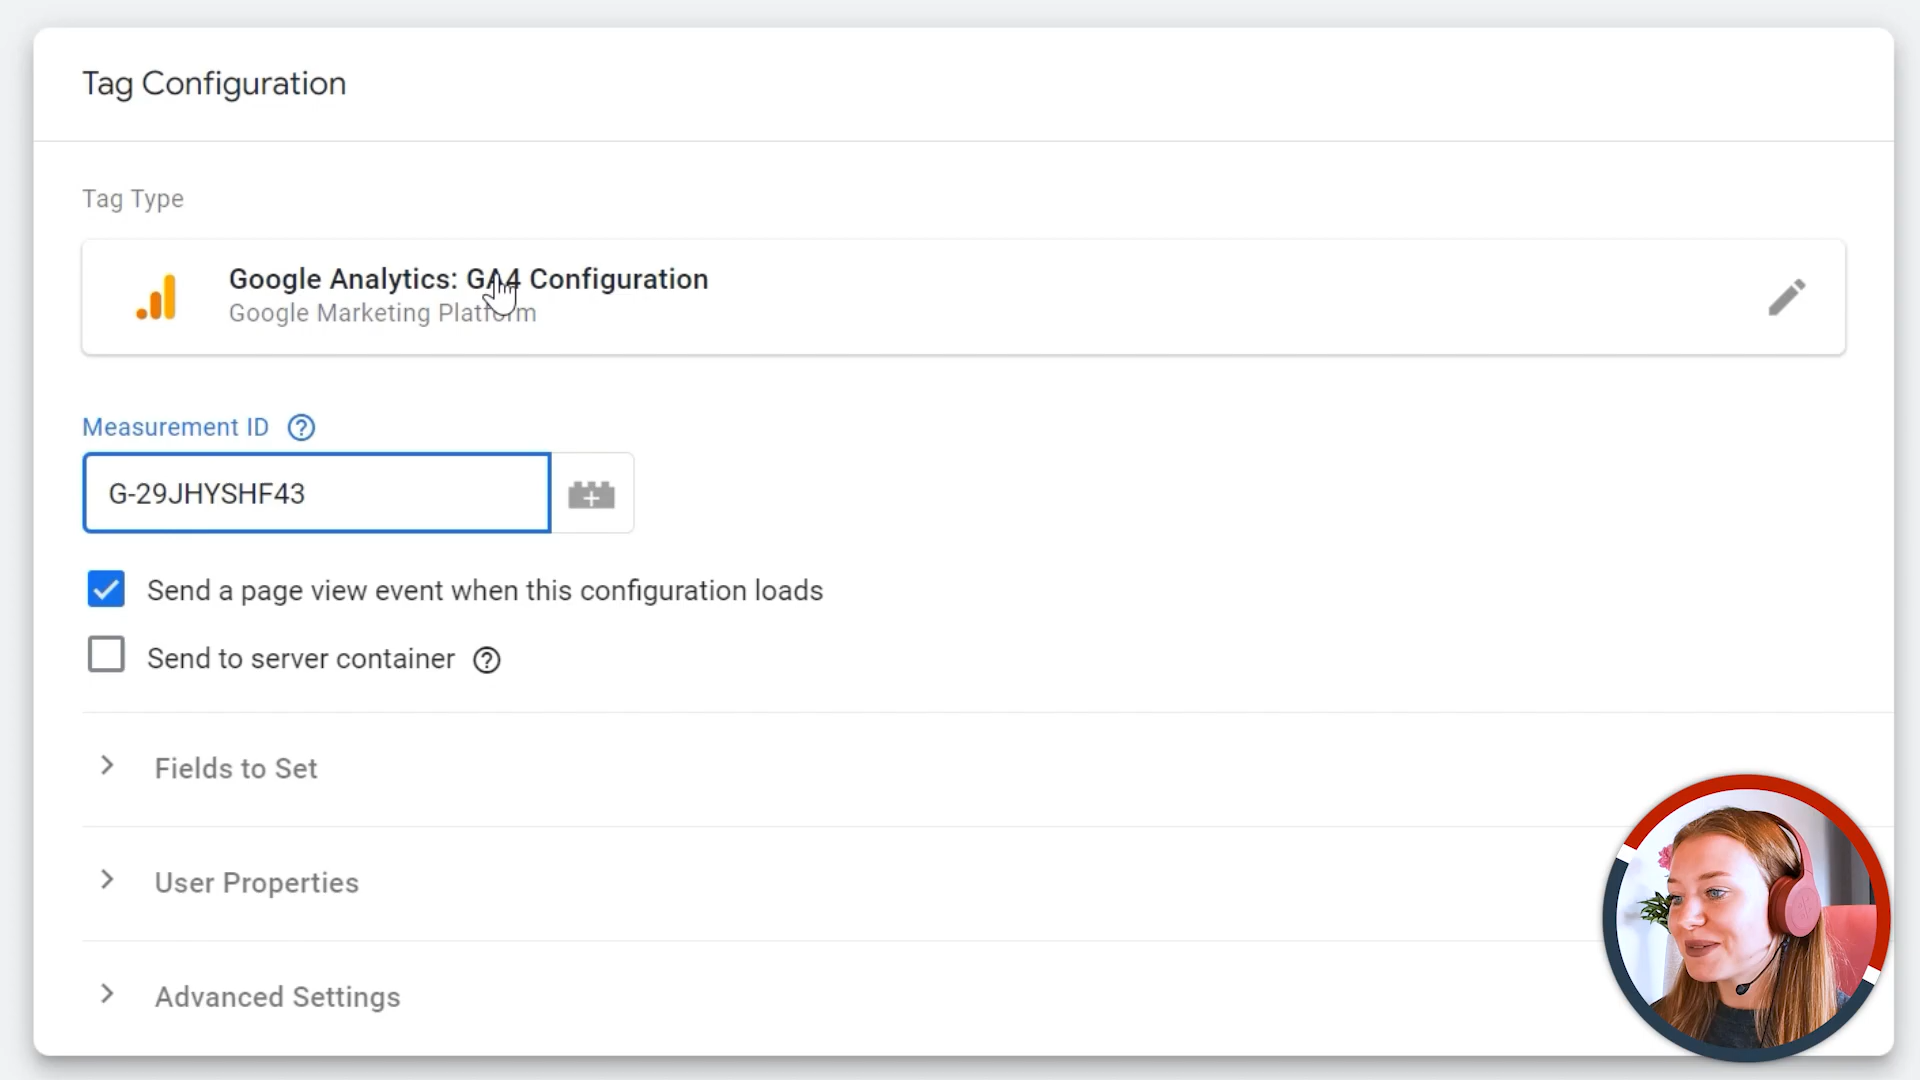 Tag Configuration
Tag Type
Google Analytics: GA4 Configuration
Google Marketing Platform
Measurement ID
G-29JHYSHF43
Send a page view event when this configuration loads
Send to server container
Fields to Set
User Properties
Advanced Settings